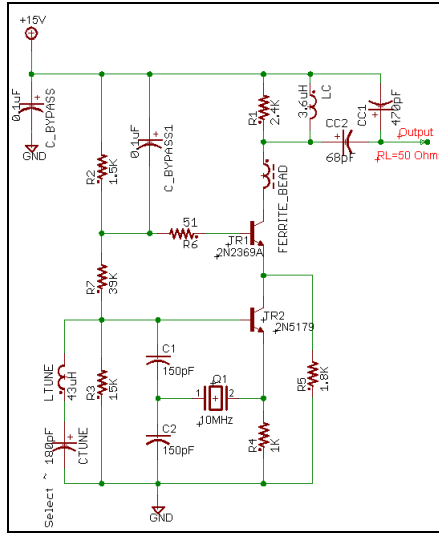 +15V
0.1uF
C_BYPASS
GND
R2
1.5K
0.1uF
C_BYPASS1
R1
2.4K
3.6uH
LC
CC1
470pF
CC2
68pF
Output
RL=50 Ohm
FERRITE_BEAD
51
R6
TR1
2N2369A
R7
39K
TR2
2N5179
LTUNE
43uH
R3
15K
C1
150pF
Q1
1
2
10MHz
R5
1.8K
Select ~
180pF
CTUNE
C2
150pF
R4
1K
GND